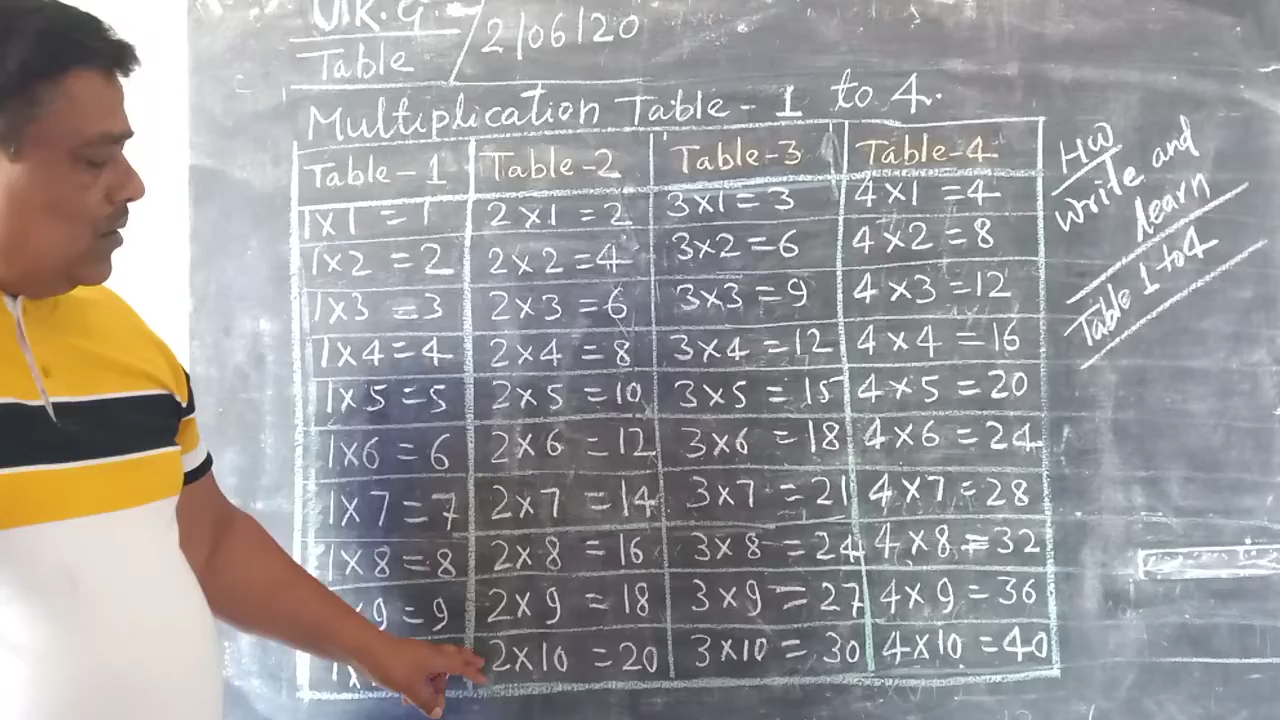 U.K.G.
Table
2/06/20
Multiplication Table - 1 to 4.
Table - 1 Table - 2 Table - 3 Table - 4
1x1 = 1 2x1 = 2 3x1 = 3 4x1 = 4
1x2 = 2 2x2 = 4 3x2 = 6 4x2 = 8
1x3 = 3 2x3 = 6 3x3 = 9 4x3 = 12
1x4 = 4 2x4 = 8 3x4 = 12 4x4 = 16
1x5 = 5 2x5 = 10 3x5 = 15 4x5 = 20
1x6 = 6 2x6 = 12 3x6 = 18 4x6 = 24
1x7 = 7 2x7 = 14 3x7 = 21 4x7 = 28
1x8 = 8 2x8 = 16 3x8 = 24 4x8 = 32
x9 = 9 2x9 = 18 3x9 = 27 4x9 = 36
1x 2x10 = 20 3x10 = 30 4x10 = 40
HW
Write and
learn
Table 1 to 4